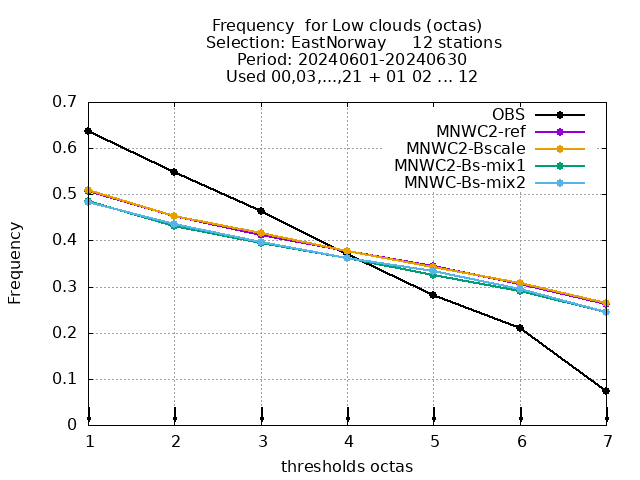 Frequency  for Low clouds (octas)
Selection: EastNorway     12 stations
Period: 20240601-20240630
Used 00,03,...,21 + 01 02 ... 12
0.7
0.6
0.5
0.4
0.3
0.2
0.1
0
Frequency
OBS
MNWC2-ref
MNWC2-Bscale
MNWC2-Bs-mix1
MNWC-Bs-mix2
1 2 3 4 5 6 7
thresholds octas